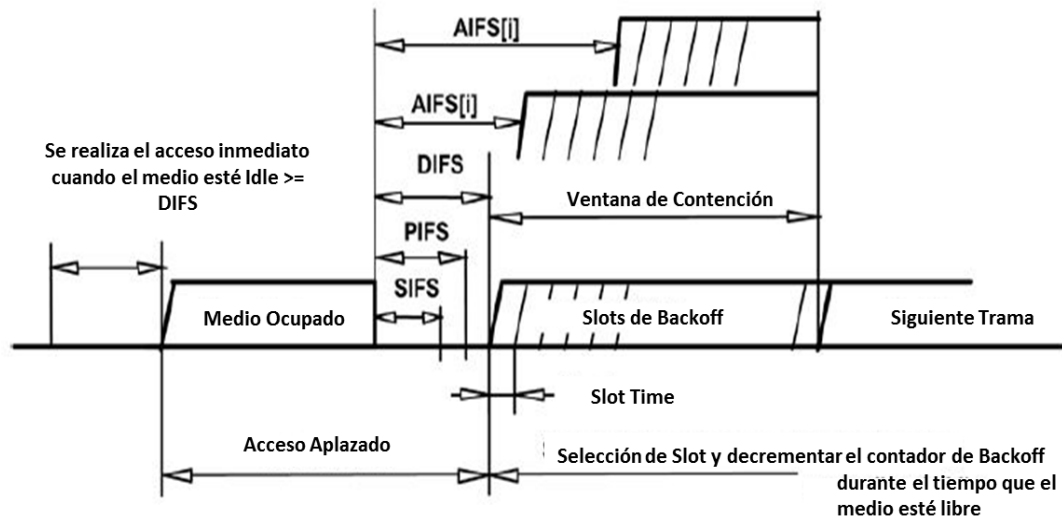 AIFS[i]
AIFS[i]
Se realiza el acceso inmediato
cuando el medio esté Idle >=
DIFS
DIFS
Ventana de Contención
PIFS
SIFS
Medio Ocupado
Slots de Backoff
Siguiente Trama
Slot Time
Acceso Aplazado
Selección de Slot y decrementar el contador de Backoff
durante el tiempo que el
medio esté libre